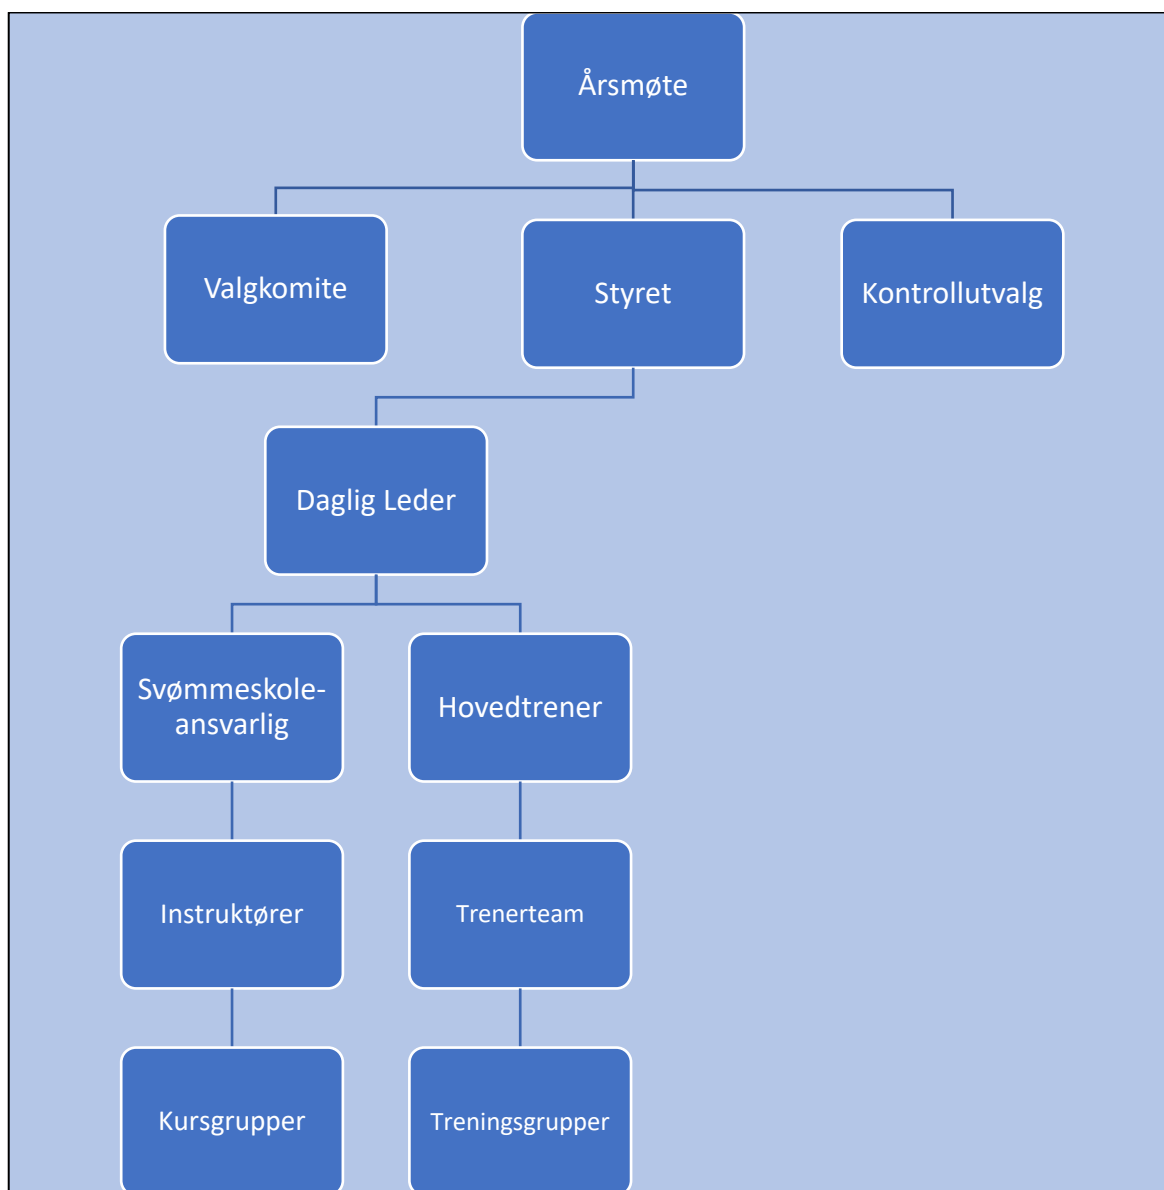 Årsmøte
Valgkomite
Styret
Kontrollutvalg
Daglig Leder
Svømmeskole-
ansvarlig
Hovedtrener
Instruktører
Trenerteam
Kursgrupper
Treningsgrupper